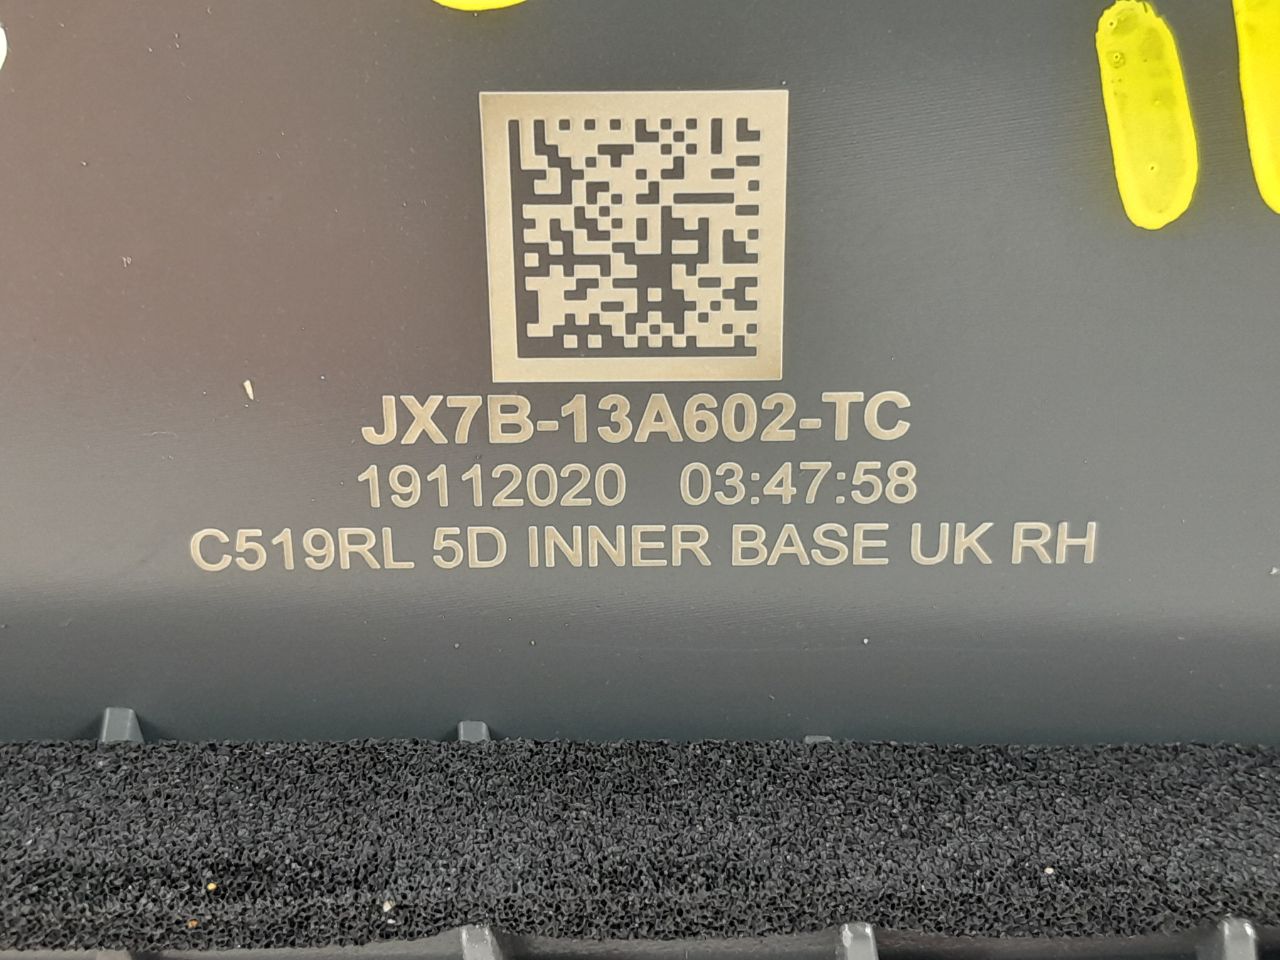 JX7B-13A602-TC
19112020 03:47:58
C519RL 5D INNER BASE UK RH